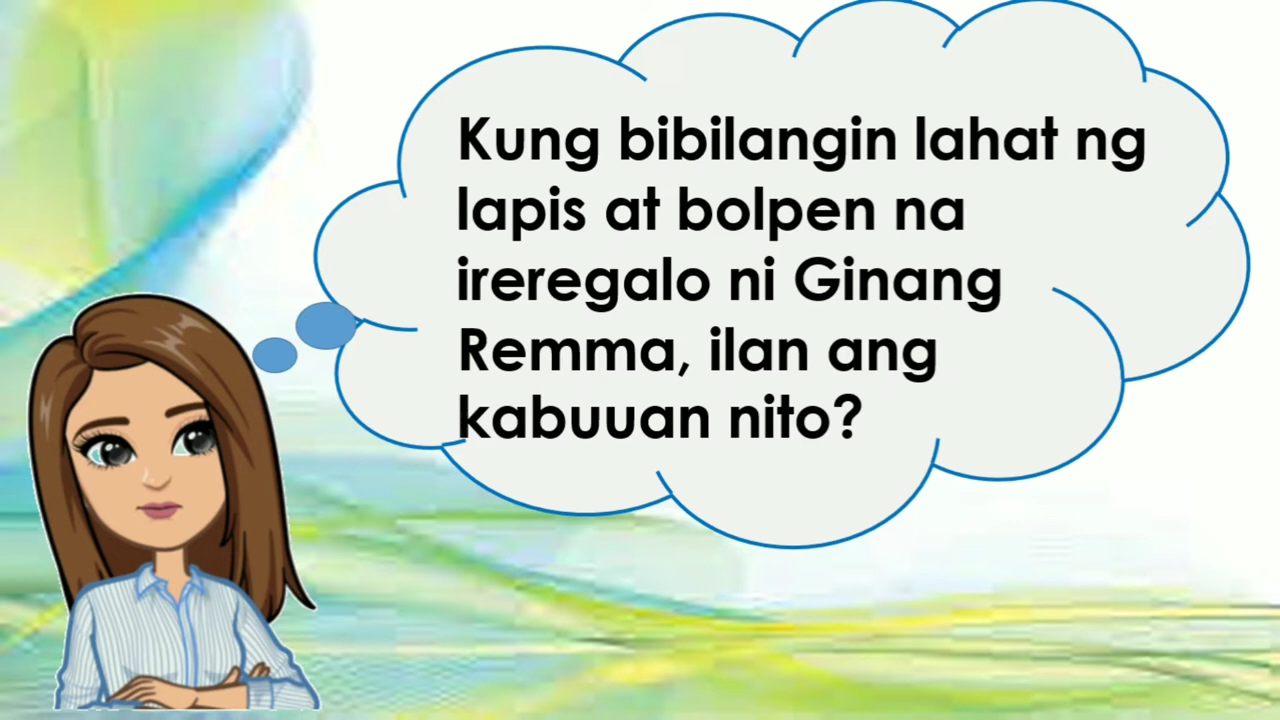 Kung bibilangin lahat ng
lapis at bolpen na
ireregalo ni Ginang
Remma, ilan ang
kabuuan nito?